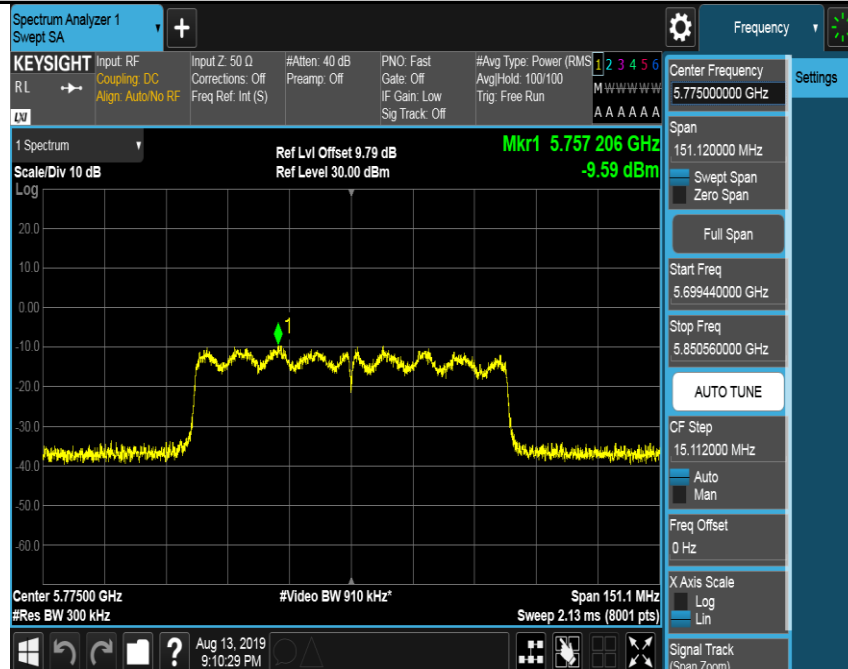 Spectrum Analyzer 1
Swept SA
+
Frequency
KEYSIGHT
RL
LXI
Input: RF
Coupling: DC
Align: Auto/No RF
Input Z: 50 Ω
Corrections: Off
Freq Ref: Int (S)
#Atten: 40 dB
Preamp: Off
PNO: Fast
Gate: Off
IF Gain: Low
Sig Track: Off
#Avg Type: Power (RMS
Avg|Hold: 100/100
Trig: Free Run
1 2 3 4 5 6
M W W W W W
A A A A A A
1 Spectrum
Scale/Div 10 dB
Log
Ref Lvl Offset 9.79 dB
Ref Level 30.00 dBm
Mkr1 5.757 206 GHz
-9.59 dBm
20.0
10.0
0.00
1
-10.0
-20.0
-30.0
-40.0
-50.0
-60.0
Center 5.77500 GHz
#Res BW 300 kHz
#Video BW 910 kHz*
Span 151.1 MHz
Sweep 2.13 ms (8001 pts)
?
Aug 13, 2019
9:10:29 PM
Center Frequency
5.775000000 GHz
Settings
Span
151.120000 MHz
Swept Span
Zero Span
Full Span
Start Freq
5.699440000 GHz
Stop Freq
5.850560000 GHz
AUTO TUNE
CF Step
15.112000 MHz
Auto
Man
Freq Offset
0 Hz
X Axis Scale
Log
Lin
Signal Track
(Span Zoom)